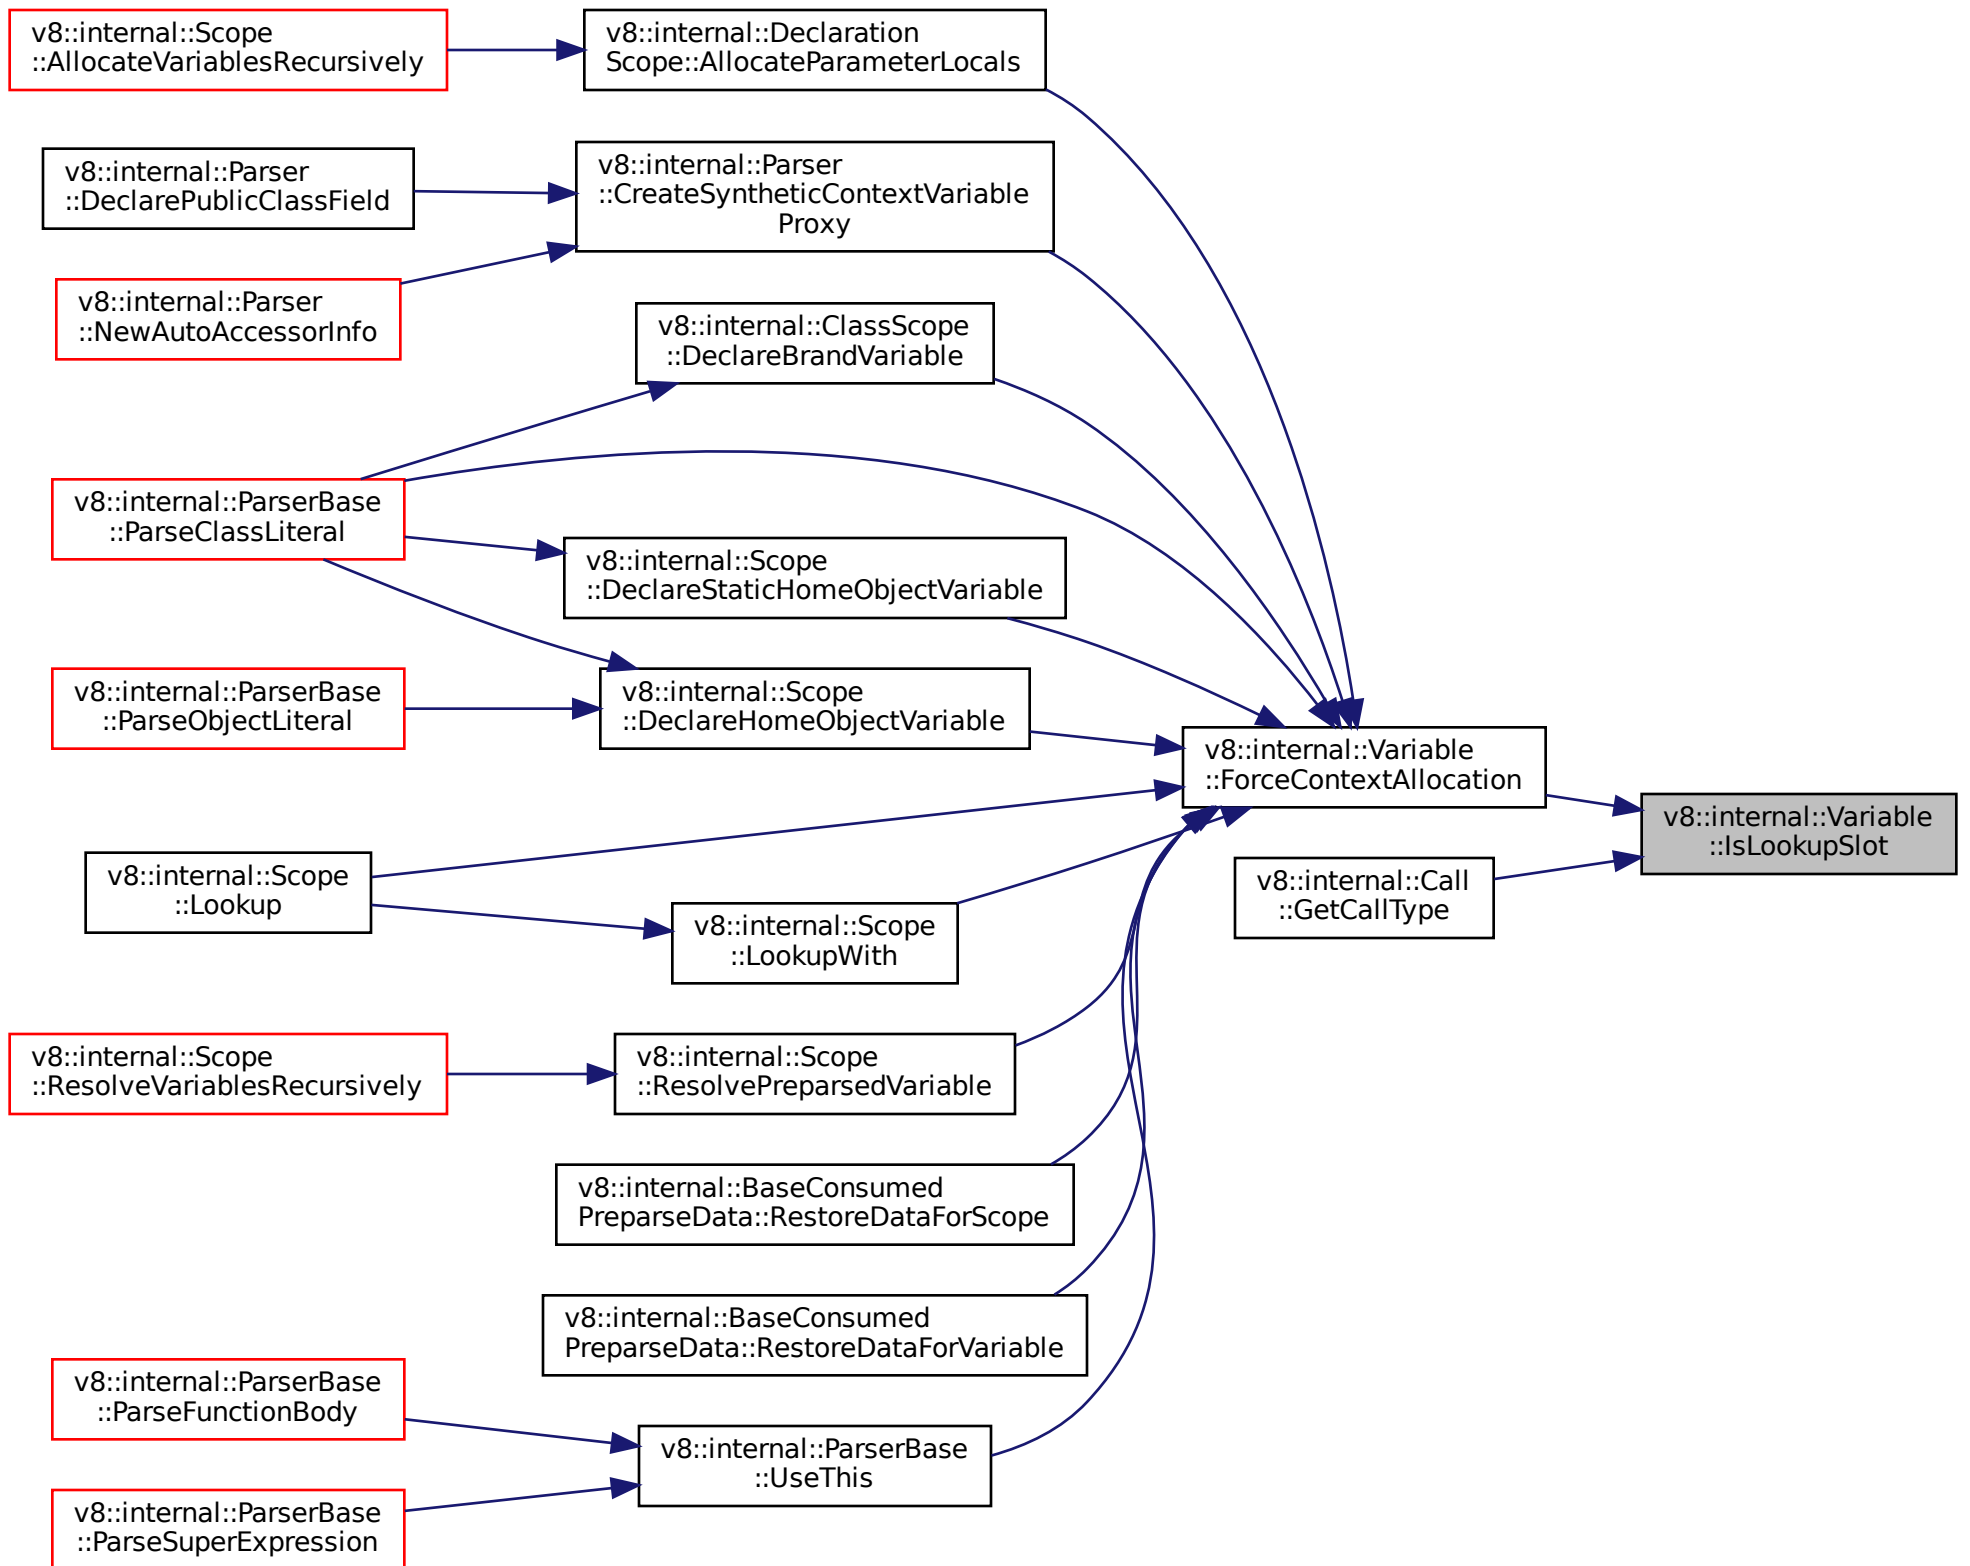 v8::internal::Scope
::AllocateVariablesRecursively
v8::internal::Declaration
Scope::AllocateParameterLocals
v8::internal::Parser
::DeclarePublicClassField
v8::internal::Parser
::CreateSyntheticContextVariable
Proxy
v8::internal::Parser
::NewAutoAccessorInfo
v8::internal::ClassScope
::DeclareBrandVariable
v8::internal::ParserBase
::ParseClassLiteral
v8::internal::Scope
::DeclareStaticHomeObjectVariable
v8::internal::ParserBase
::ParseObjectLiteral
v8::internal::Scope
::DeclareHomeObjectVariable
v8::internal::Variable
::ForceContextAllocation
v8::internal::Variable
::IsLookupSlot
v8::internal::Scope
::Lookup
v8::internal::Call
::GetCallType
v8::internal::Scope
::LookupWith
v8::internal::Scope
::ResolveVariablesRecursively
v8::internal::Scope
::ResolvePreparsedVariable
v8::internal::BaseConsumed
PreparseData::RestoreDataForScope
v8::internal::BaseConsumed
PreparseData::RestoreDataForVariable
v8::internal::ParserBase
::ParseFunctionBody
v8::internal::ParserBase
::UseThis
v8::internal::ParserBase
::ParseSuperExpression